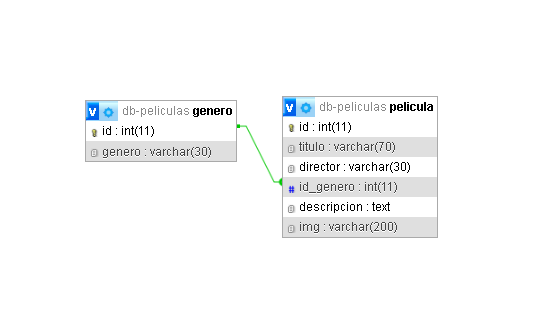 v db-peliculas genero
id : int(11)
genero : varchar(30)
v db-peliculas pelicula
id : int(11)
titulo : varchar(70)
director : varchar(30)
# id_genero : int(11)
descripcion : text
img : varchar(200)